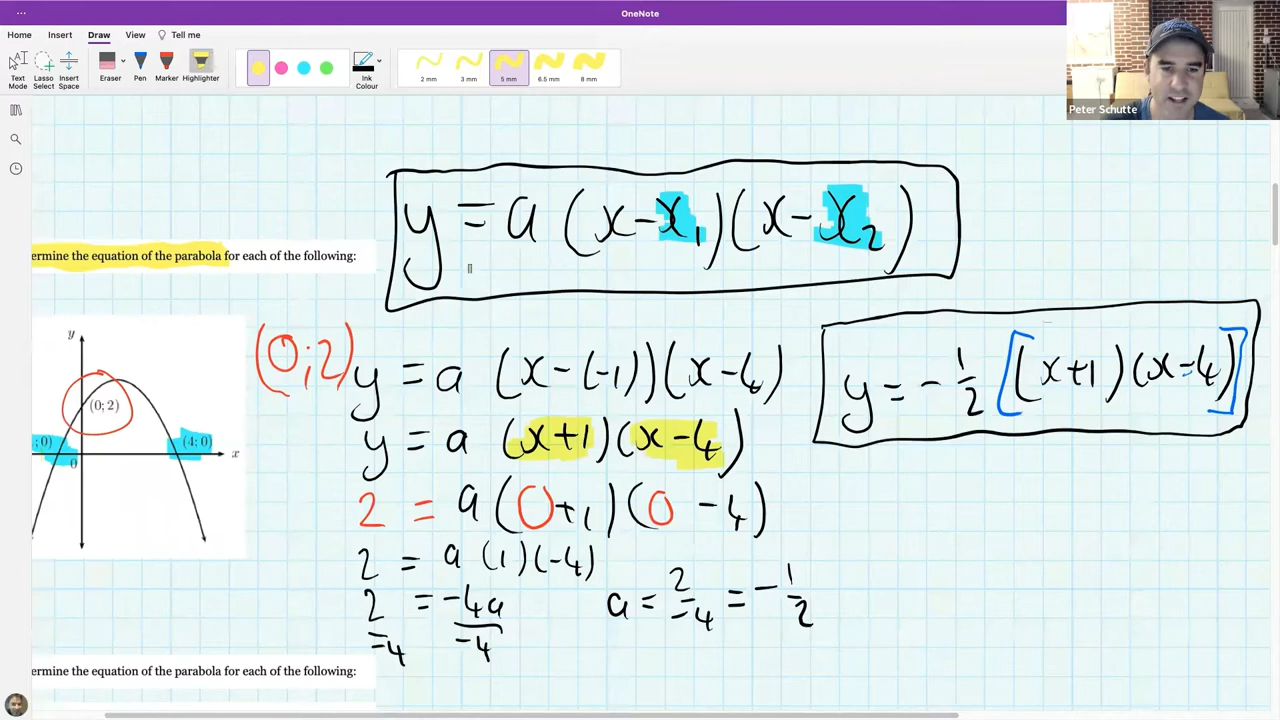 OneNote
Home Insert Draw View Tell me
Text Mode
Lasso Select
Insert Space
Eraser
Pen
Marker
Highlighter
2 mm 3 mm 5 mm 6.5 mm 8 mm
Ink Colour
Peter Schutte
y = a (x - x₁)(x - x₂)
ermine the equation of the parabola for each of the following:
y
(0; 2)
; 0)
(4; 0)
0
x
(0;2)
y = a (x - (-1))(x - 4)
y = a (x+1)(x - 4)
2 = a (0+1)(0 - 4)
2 = a (1)(-4)
2/-4 = -4a/-4
a = 2/-4 = -1/2
y = -1/2 [(x+1)(x-4)]
ermine the equation of the parabola for each of the following: